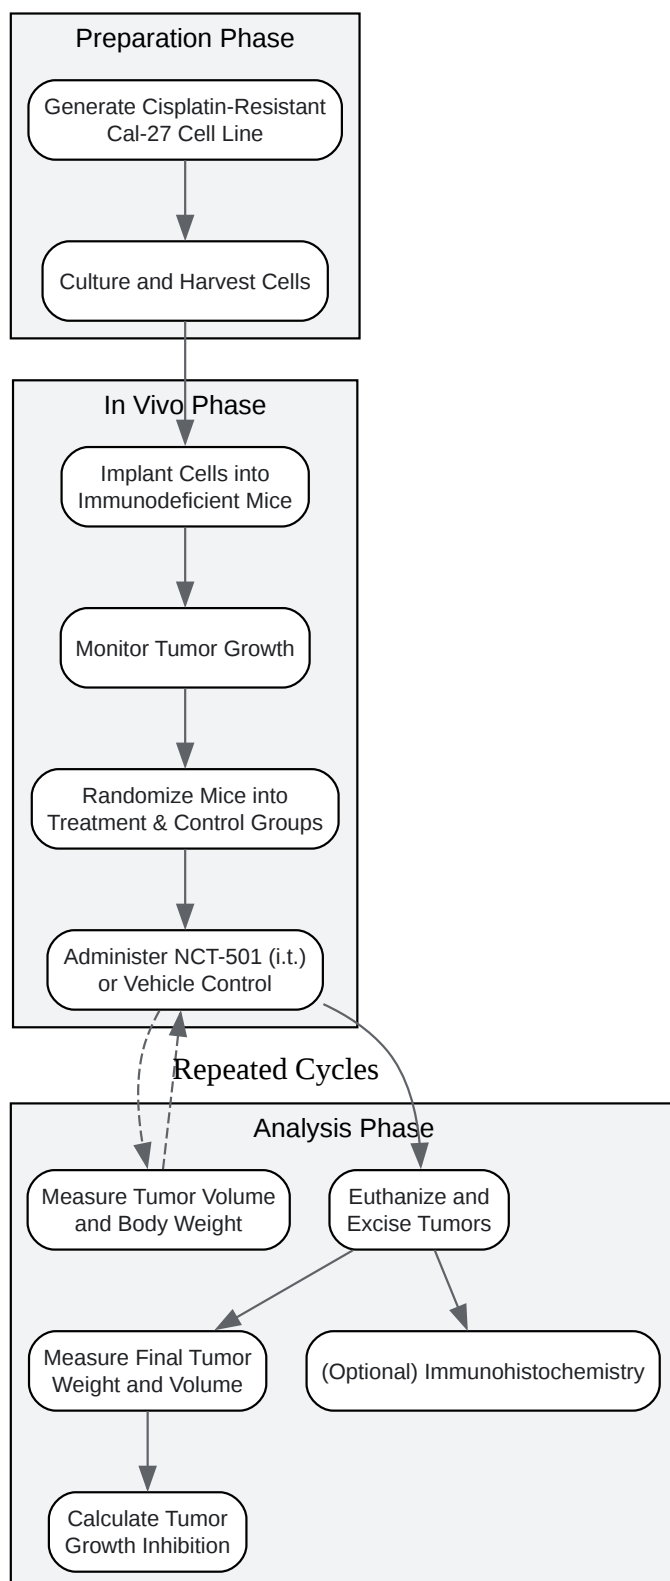 Preparation Phase
Generate Cisplatin-Resistant
Cal-27 Cell Line
Culture and Harvest Cells
In Vivo Phase
Implant Cells into
Immunodeficient Mice
Monitor Tumor Growth
Randomize Mice into
Treatment & Control Groups
Administer NCT-501 (i.t.)
or Vehicle Control
Repeated Cycles
Analysis Phase
Measure Tumor Volume
and Body Weight
Euthanize and
Excise Tumors
Measure Final Tumor
Weight and Volume
(Optional) Immunohistochemistry
Calculate Tumor
Growth Inhibition